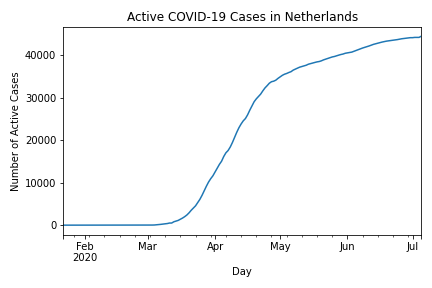 Active COVID-19 Cases in Netherlands
Number of Active Cases
40000
30000
20000
10000
0
Feb Mar Apr May Jun Jul
2020
Day